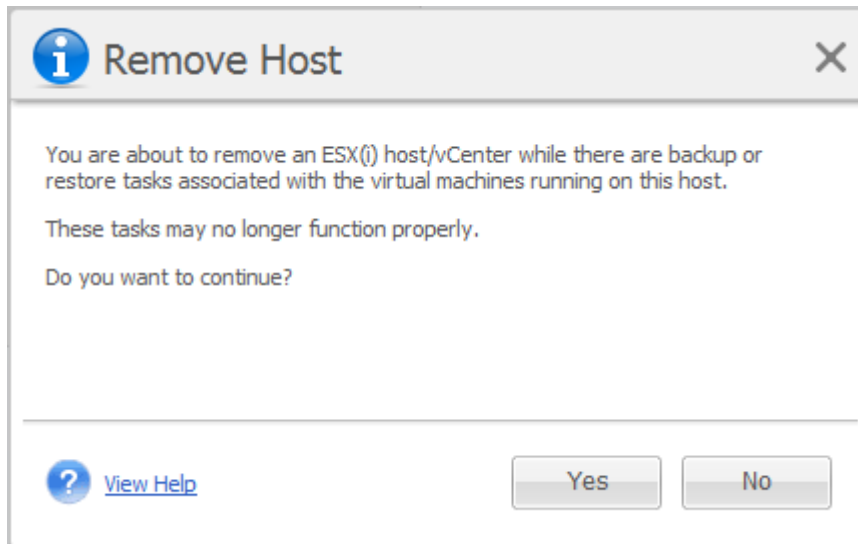 Remove Host
You are about to remove an ESX(i) host/vCenter while there are backup or
restore tasks associated with the virtual machines running on this host.
These tasks may no longer function properly.
Do you want to continue?
View Help
Yes
No